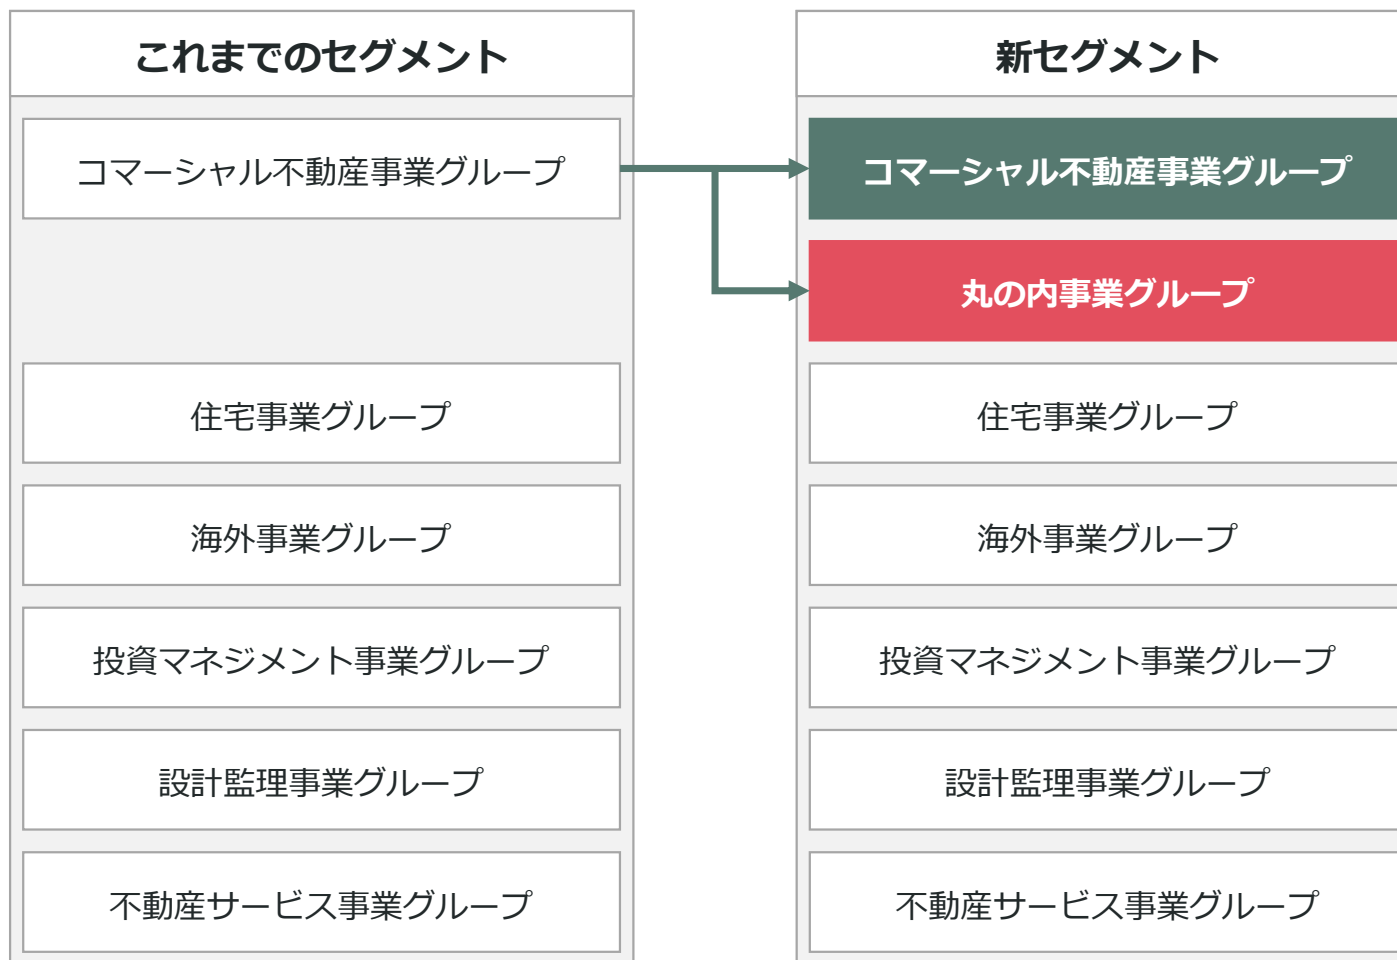 これまでのセグメント
コマーシャル不動産事業グループ
住宅事業グループ
海外事業グループ
投資マネジメント事業グループ
設計監理事業グループ
不動産サービス事業グループ
新セグメント
コマーシャル不動産事業グループ
丸の内事業グループ
住宅事業グループ
海外事業グループ
投資マネジメント事業グループ
設計監理事業グループ
不動産サービス事業グループ